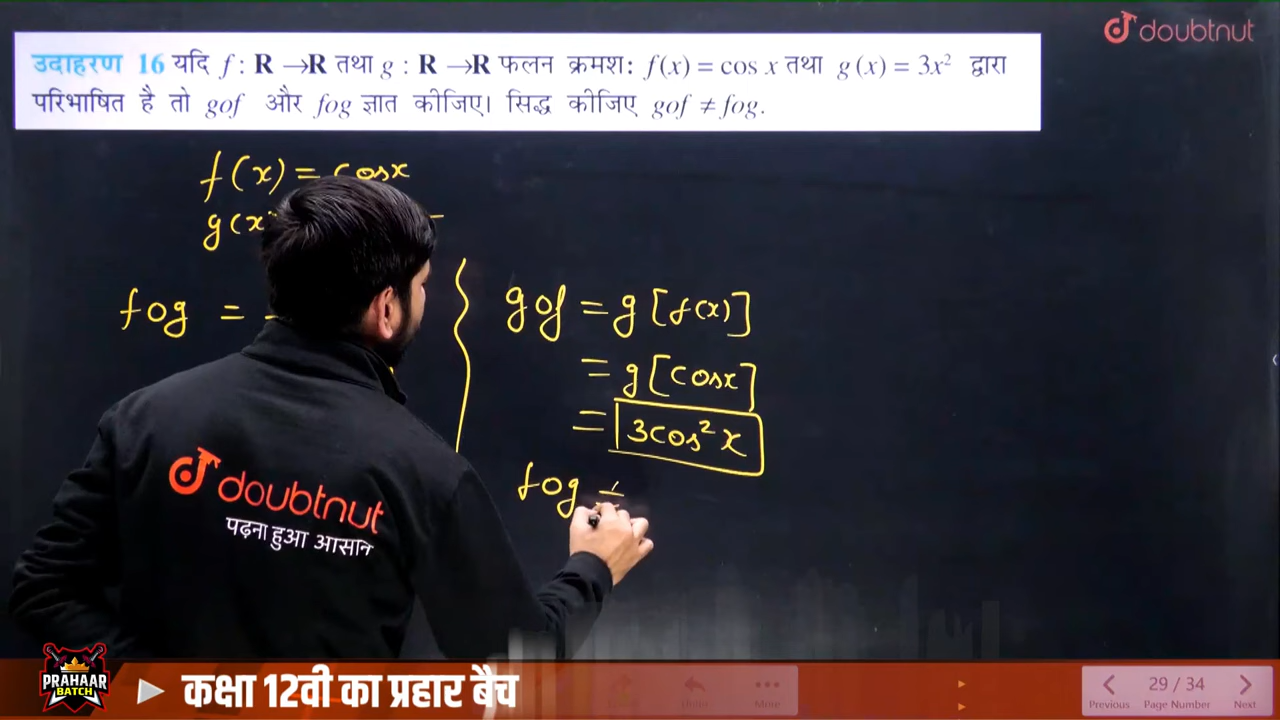 doubtnut
उदाहरण 16 यदि f : R →R तथा g : R →R फलन क्रमश: f(x) = cos x तथा g (x) = 3x² द्वारा
परिभाषित है तो gof और fog ज्ञात कीजिए। सिद्ध कीजिए gof ≠ fog.
f(x) = cosx
g(x
fog =
gof = g[f(x)]
= g[cosx]
= 3cos²x
fog
doubtnut
पढ़ना हुआ आसान
PRAHAAR
BATCH
कक्षा 12वी का प्रहार बैच
More
29 / 34
Previous Page Number Next